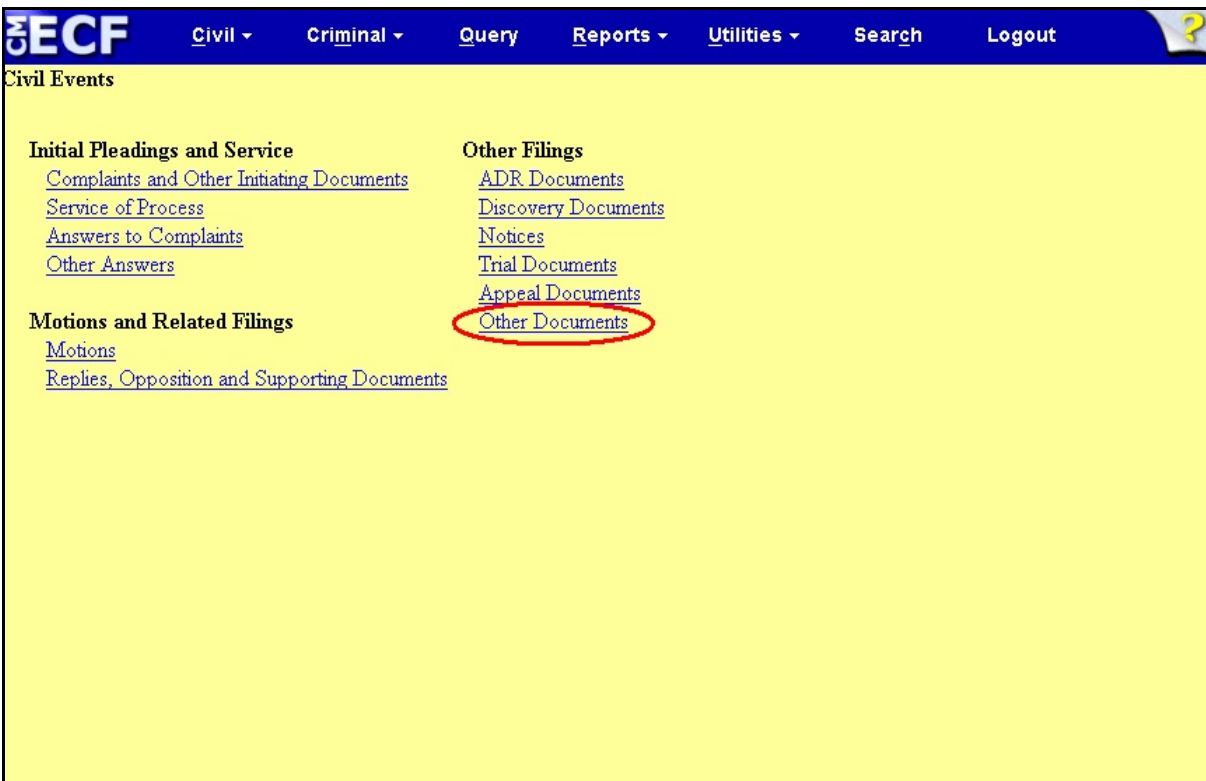 CM ECF Civil Criminal Query Reports Utilities Search Logout ?
Civil Events
Initial Pleadings and Service
Complaints and Other Initiating Documents
Service of Process
Answers to Complaints
Other Answers
Motions and Related Filings
Motions
Replies, Opposition and Supporting Documents
Other Filings
ADR Documents
Discovery Documents
Notices
Trial Documents
Appeal Documents
Other Documents